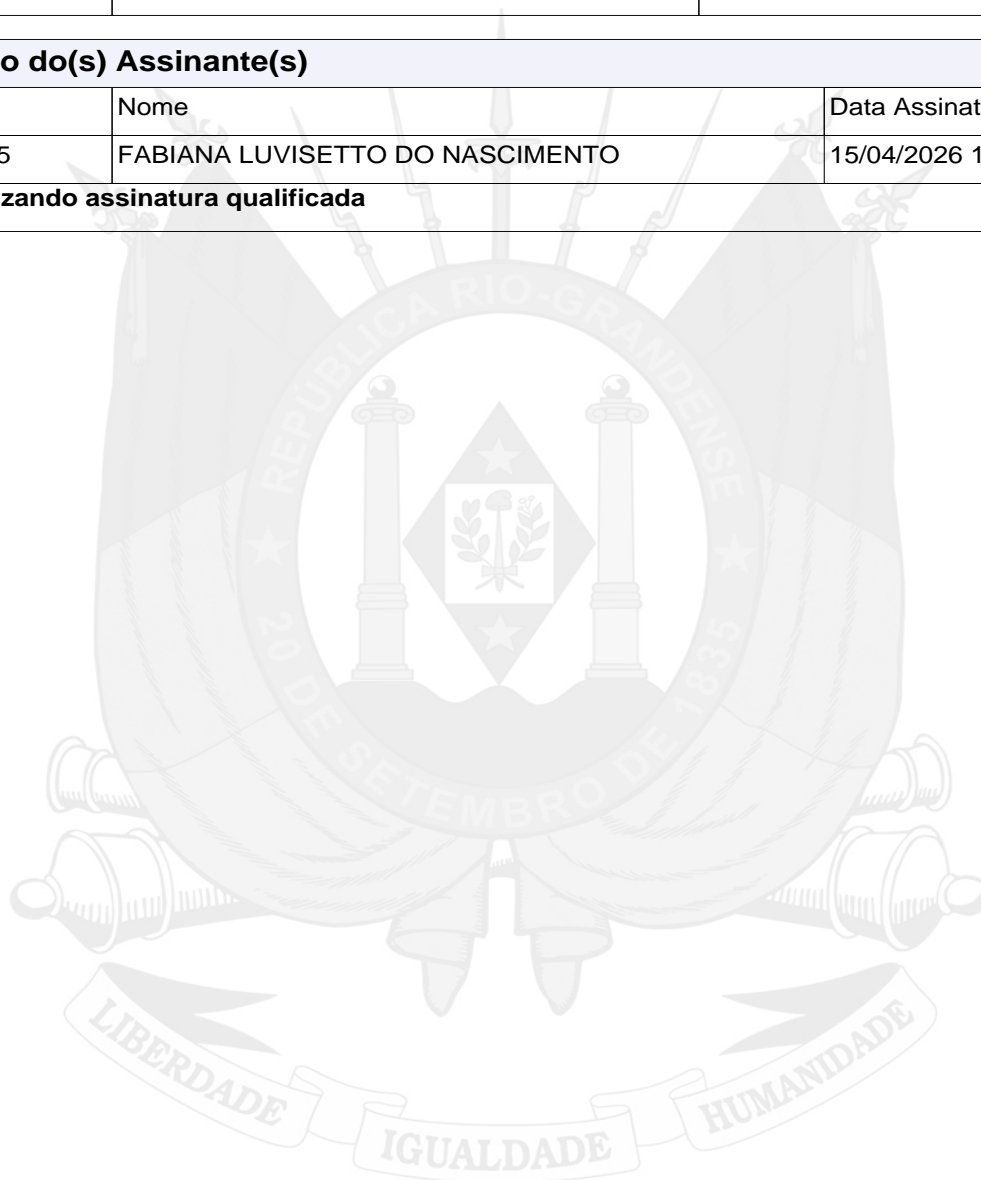 o do(s) Assinante(s)
Nome Data Assinat
5 FABIANA LUVISETTO DO NASCIMENTO 15/04/2026 1
zando assinatura qualificada
REPÚBLICA RIO-GRANDENSE
20 DE SETEMBRO DE 1835
LIBERDADE IGUALDADE HUMANIDADE